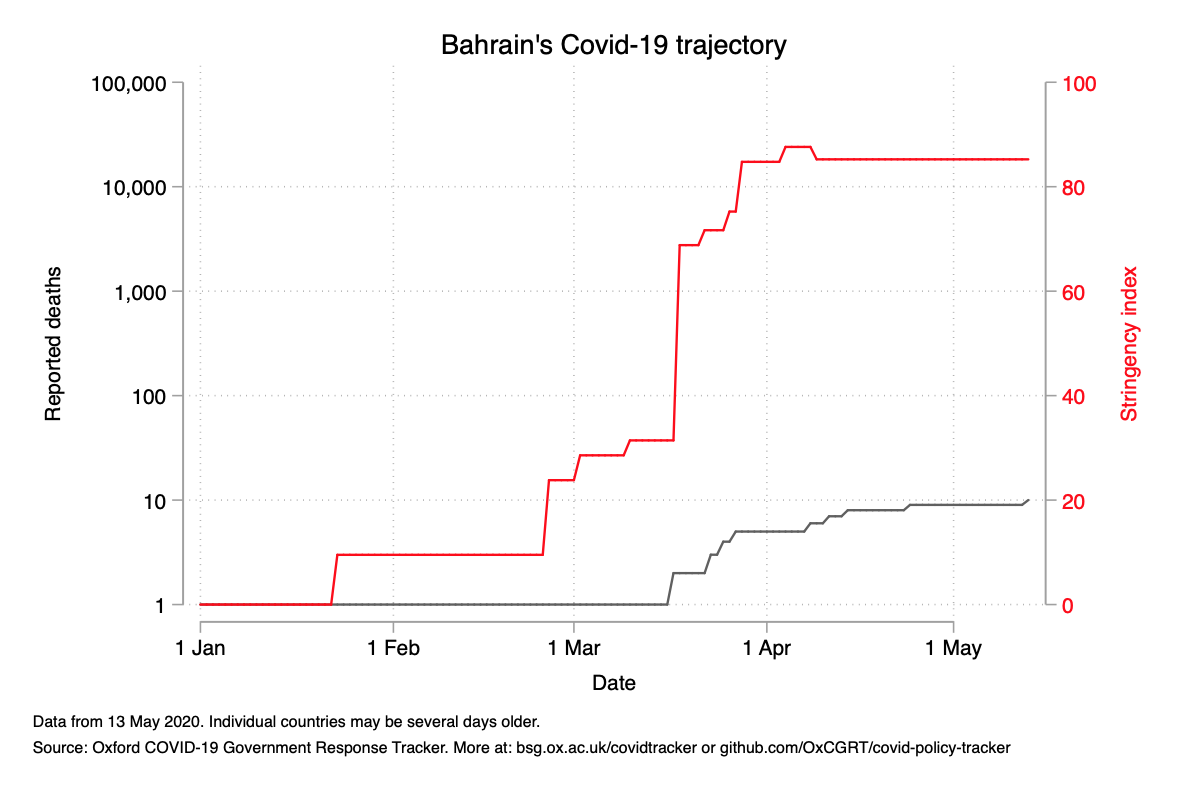 Bahrain's Covid-19 trajectory
100,000
10,000
1,000
100
10
1
Reported deaths
100
80
60
40
20
0
Stringency index
1 Jan
1 Feb
1 Mar
1 Apr
1 May
Date
Data from 13 May 2020. Individual countries may be several days older.
Source: Oxford COVID-19 Government Response Tracker. More at: bsg.ox.ac.uk/covidtracker or github.com/OxCGRT/covid-policy-tracker